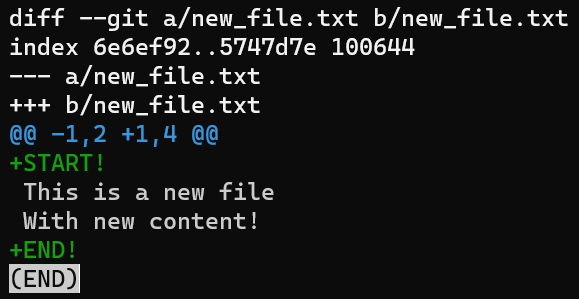 diff --git a/new_file.txt b/new_file.txt
index 6e6ef92..5747d7e 100644
--- a/new_file.txt
+++ b/new_file.txt
@@ -1,2 +1,4 @@
+START!
 This is a new file
 With new content!
+END!
(END)